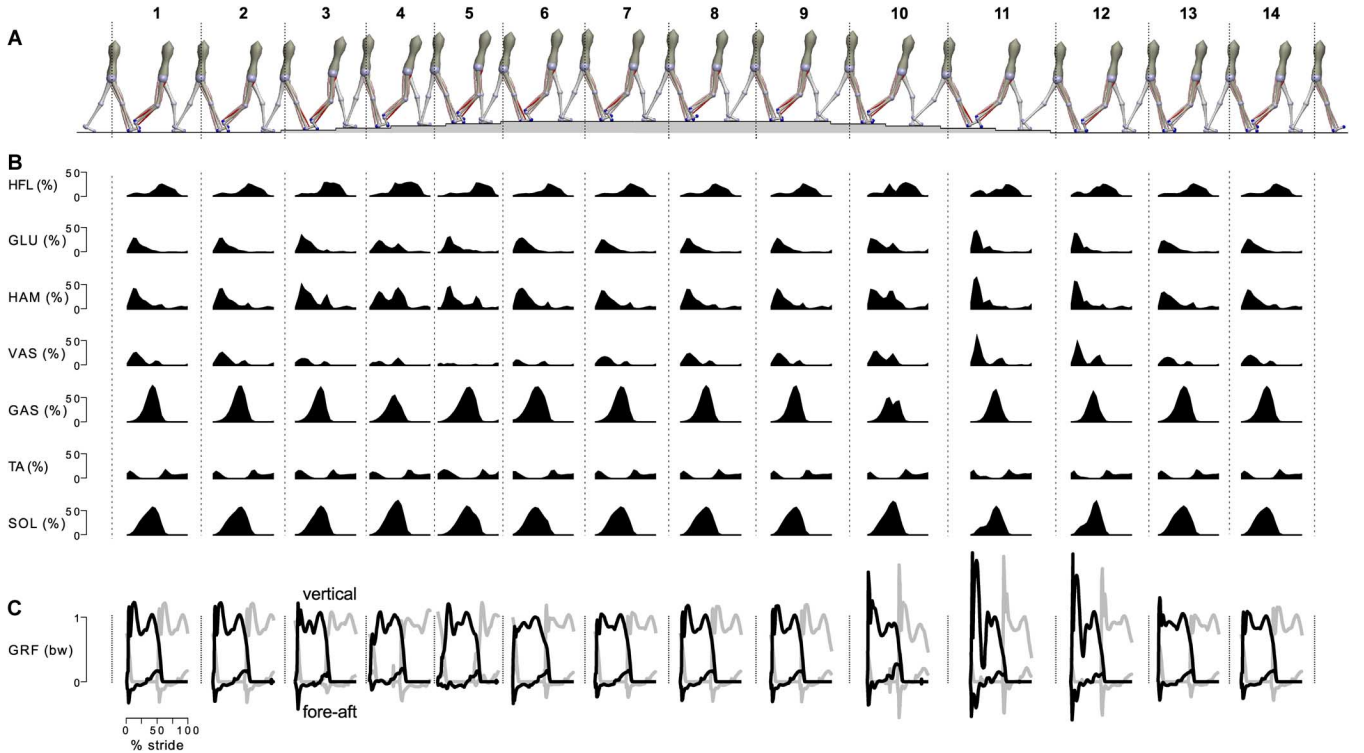 1 2 3 4 5 6 7 8 9 10 11 12 13 14
A
B
HFL (%) 50 0
GLU (%) 50 0
HAM (%) 50 0
VAS (%) 50 0
GAS (%) 50 0
TA (%) 50 0
SOL (%) 50 0
C
vertical
1
GRF (bw)
0
fore-aft
0 50 100
% stride